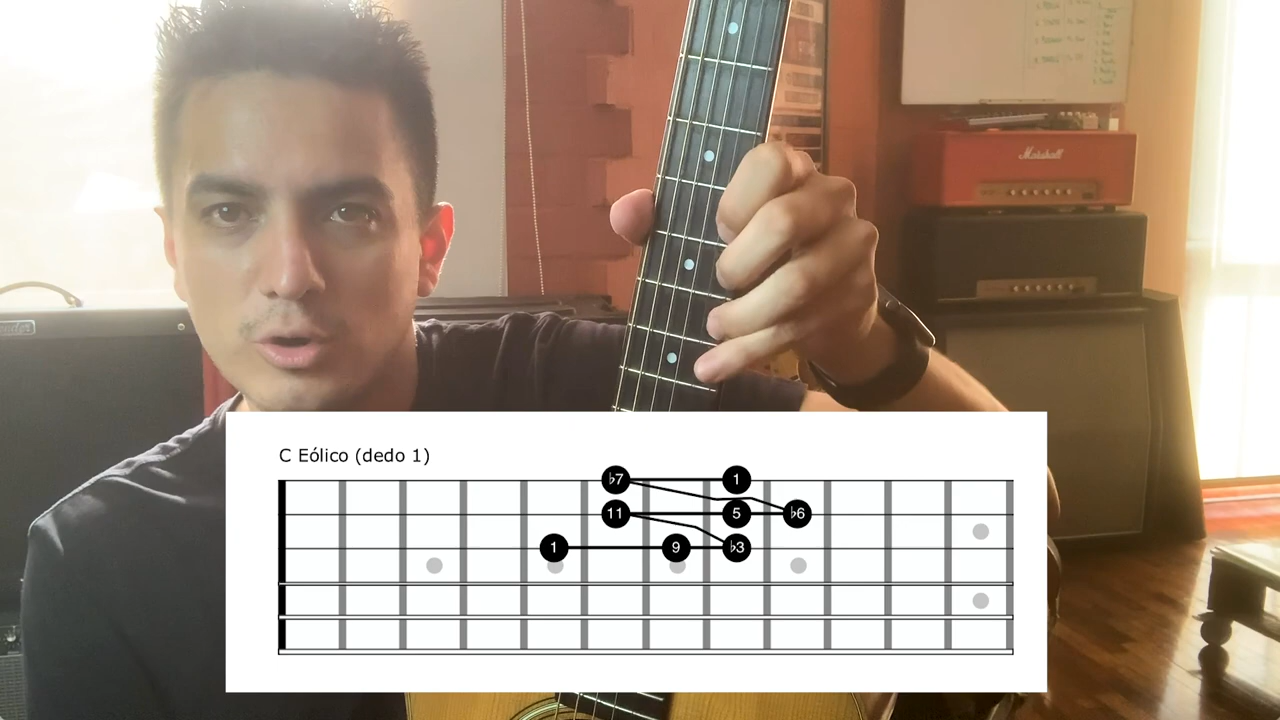 Marshall
C Eólico (dedo 1)
♭7 1
11 5 ♭6
1 9 ♭3